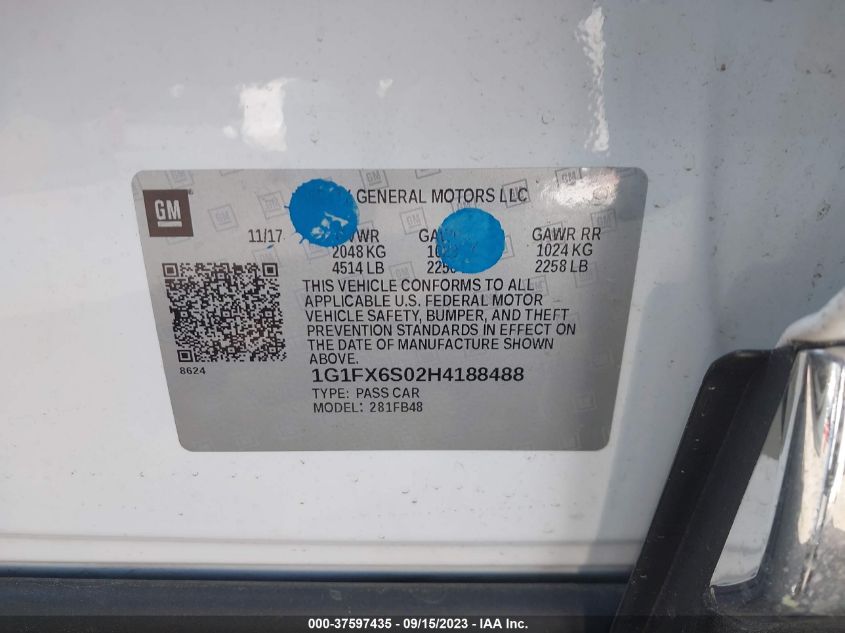 GM
GENERAL MOTORS LLC
11/17 GVWR GAWR RR
2048 KG 1024 KG
4514 LB 2258 LB
THIS VEHICLE CONFORMS TO ALL
APPLICABLE U.S. FEDERAL MOTOR
VEHICLE SAFETY, BUMPER, AND THEFT
PREVENTION STANDARDS IN EFFECT ON
THE DATE OF MANUFACTURE SHOWN
ABOVE.
8624
1G1FX6S02H4188488
TYPE: PASS CAR
MODEL: 281FB48
000-37597435 - 09/15/2023 - IAA Inc.